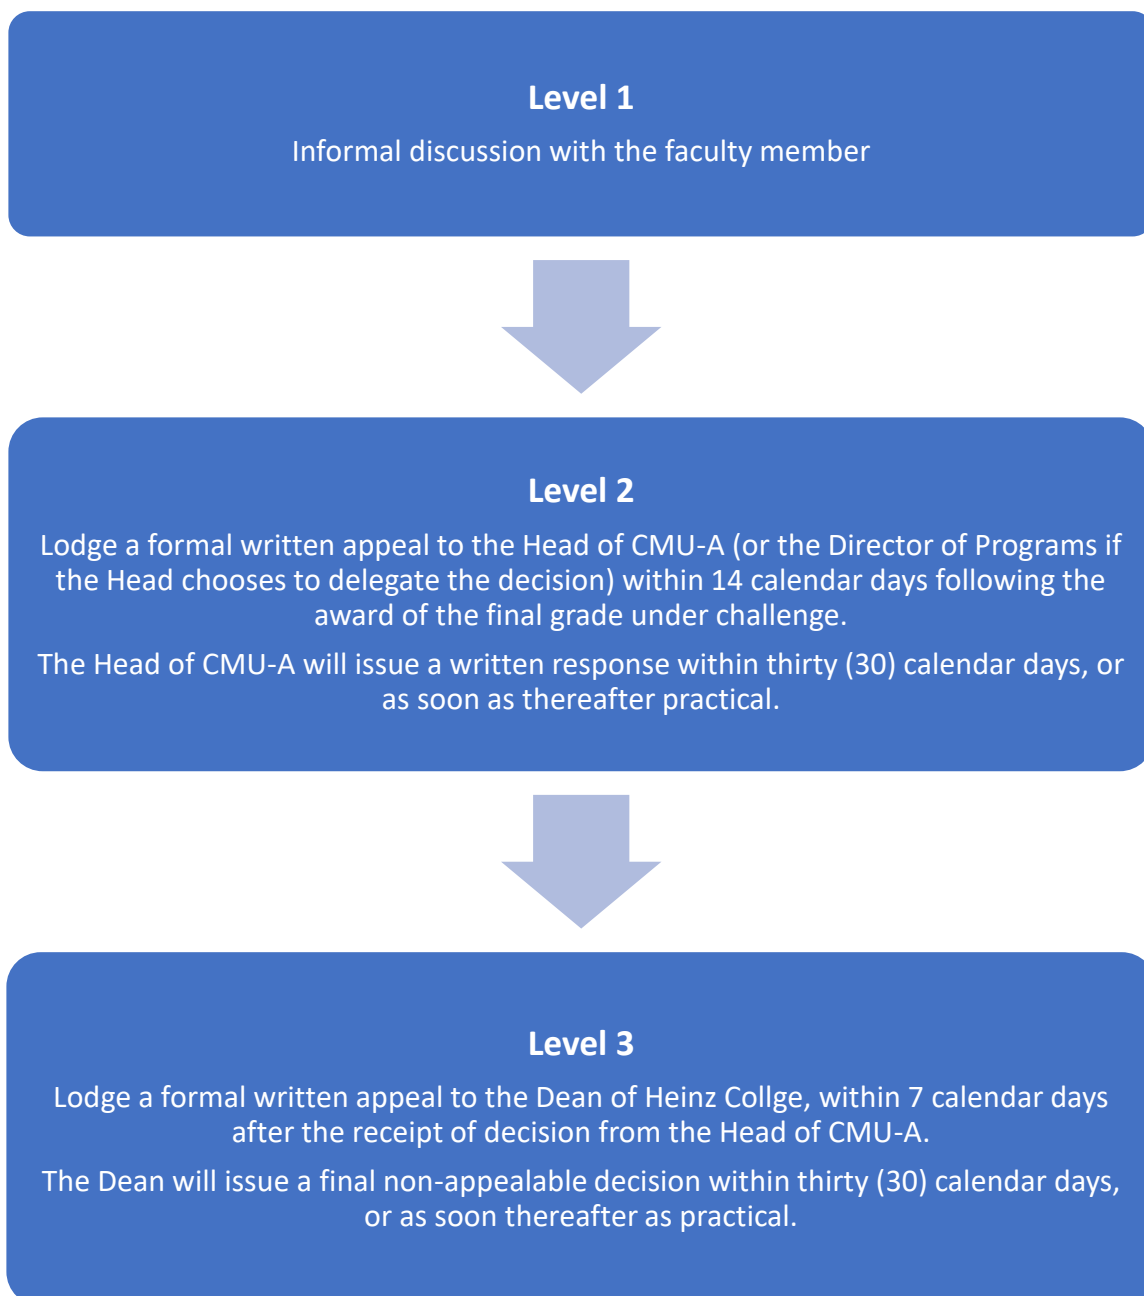 Level 1
Informal discussion with the faculty member
Level 2
Lodge a formal written appeal to the Head of CMU-A (or the Director of Programs if
the Head chooses to delegate the decision) within 14 calendar days following the
award of the final grade under challenge.
The Head of CMU-A will issue a written response within thirty (30) calendar days, or
as soon as thereafter practical.
Level 3
Lodge a formal written appeal to the Dean of Heinz Collge, within 7 calendar days
after the receipt of decision from the Head of CMU-A.
The Dean will issue a final non-appealable decision within thirty (30) calendar days,
or as soon thereafter as practical.